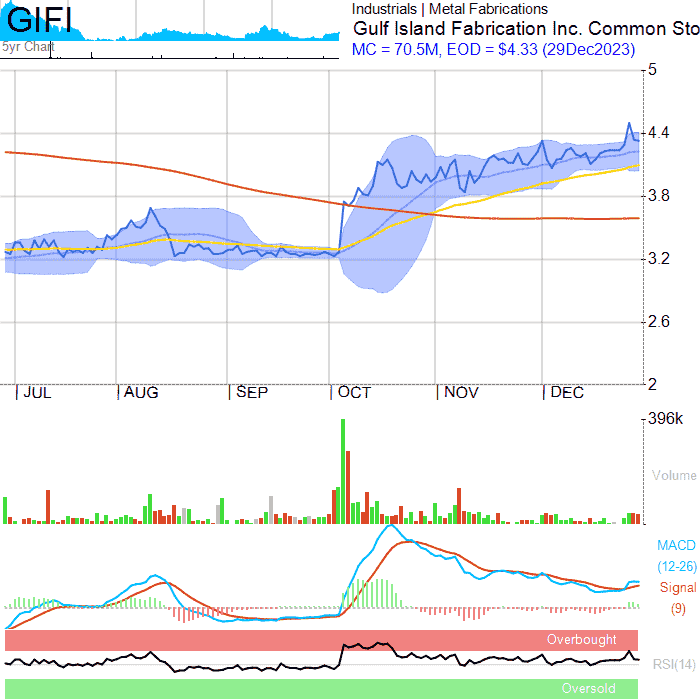 GIFI
5yr Chart
Industrials | Metal Fabrications
Gulf Island Fabrication Inc. Common Sto
MC = 70.5M, EOD = $4.33 (29Dec2023)
5
4.4
3.8
3.2
2.6
2
JUL AUG SEP OCT NOV DEC
396k
Volume
MACD
(12-26)
Signal
(9)
Overbought
RSI(14)
Oversold